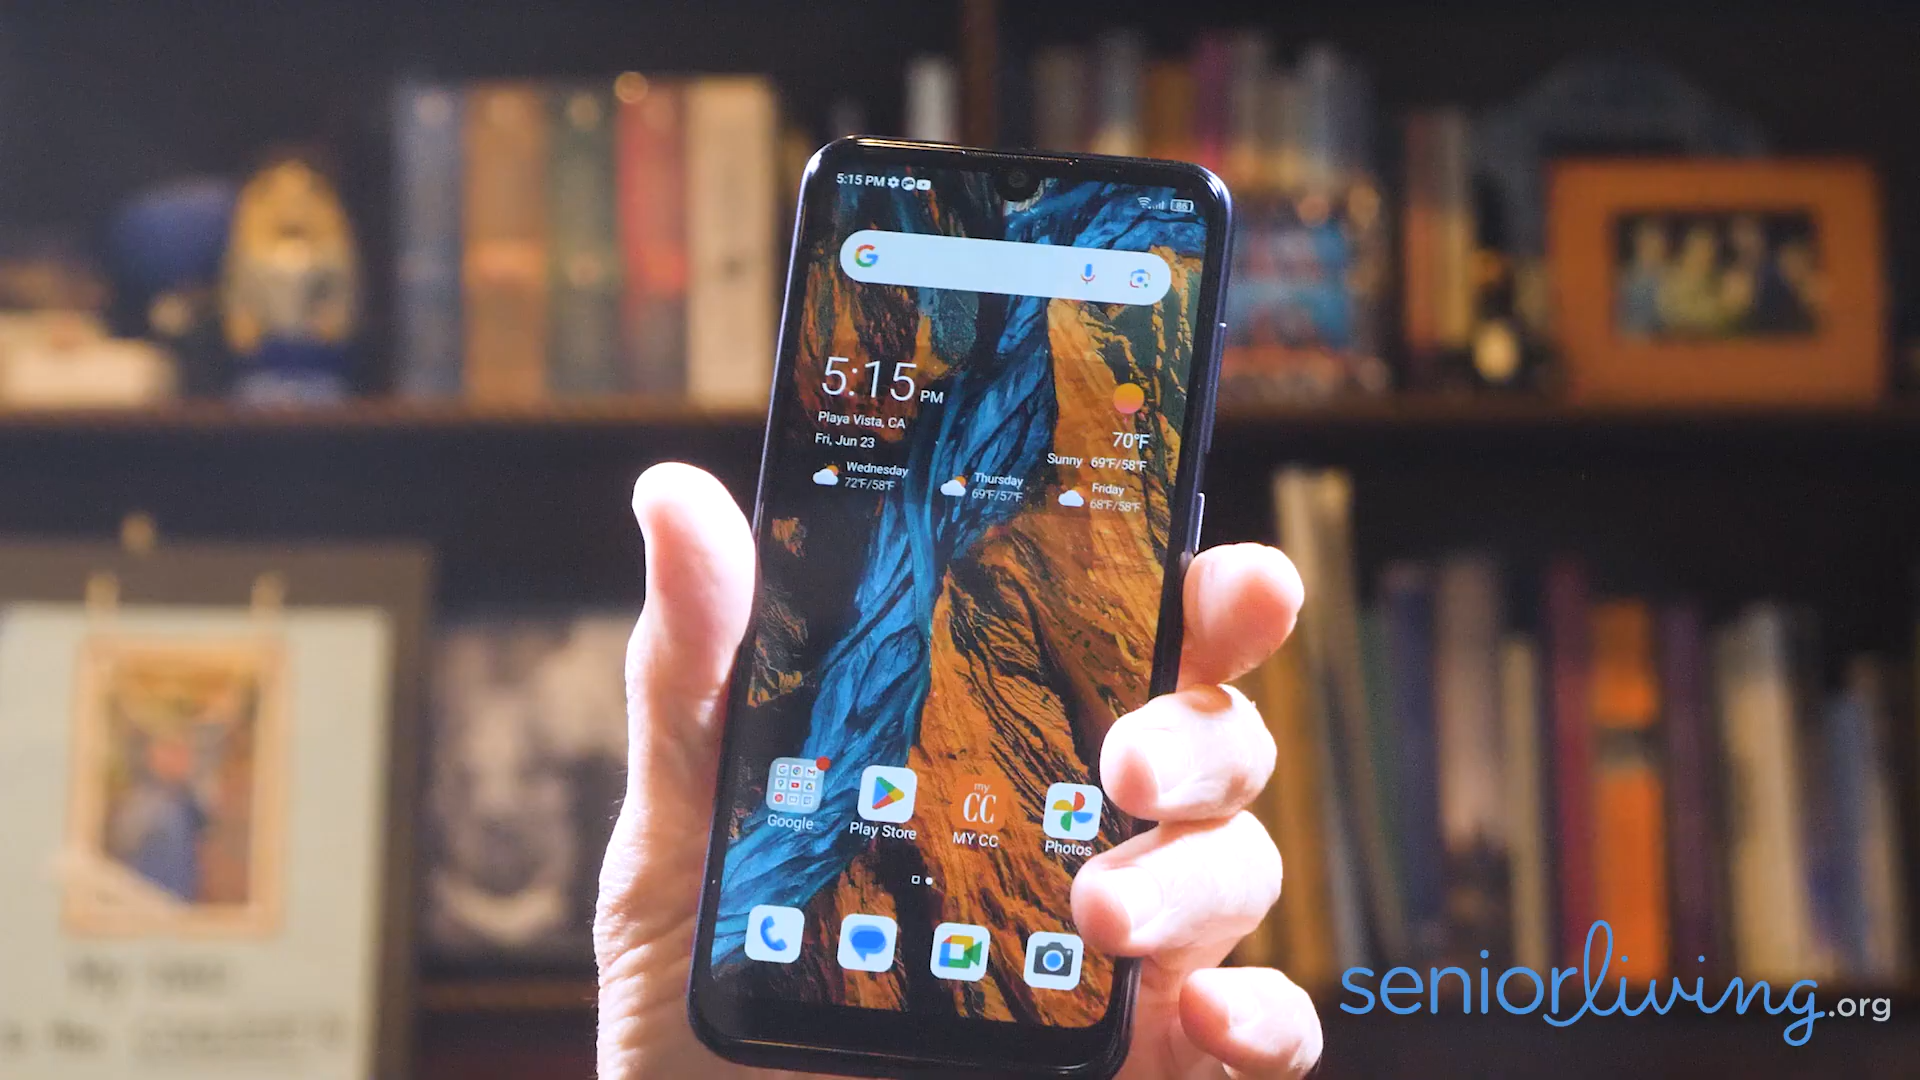 5:15 PM
86
5:15 PM
Playa Vista, CA
Fri, Jun 23
70°F
Sunny 69°F/58°F
Wednesday
72°F/58°F
Thursday
69°F/57°F
Friday
68°F/58°F
Google
Play Store
my
CC
MY CC
Photos
seniorliving.org